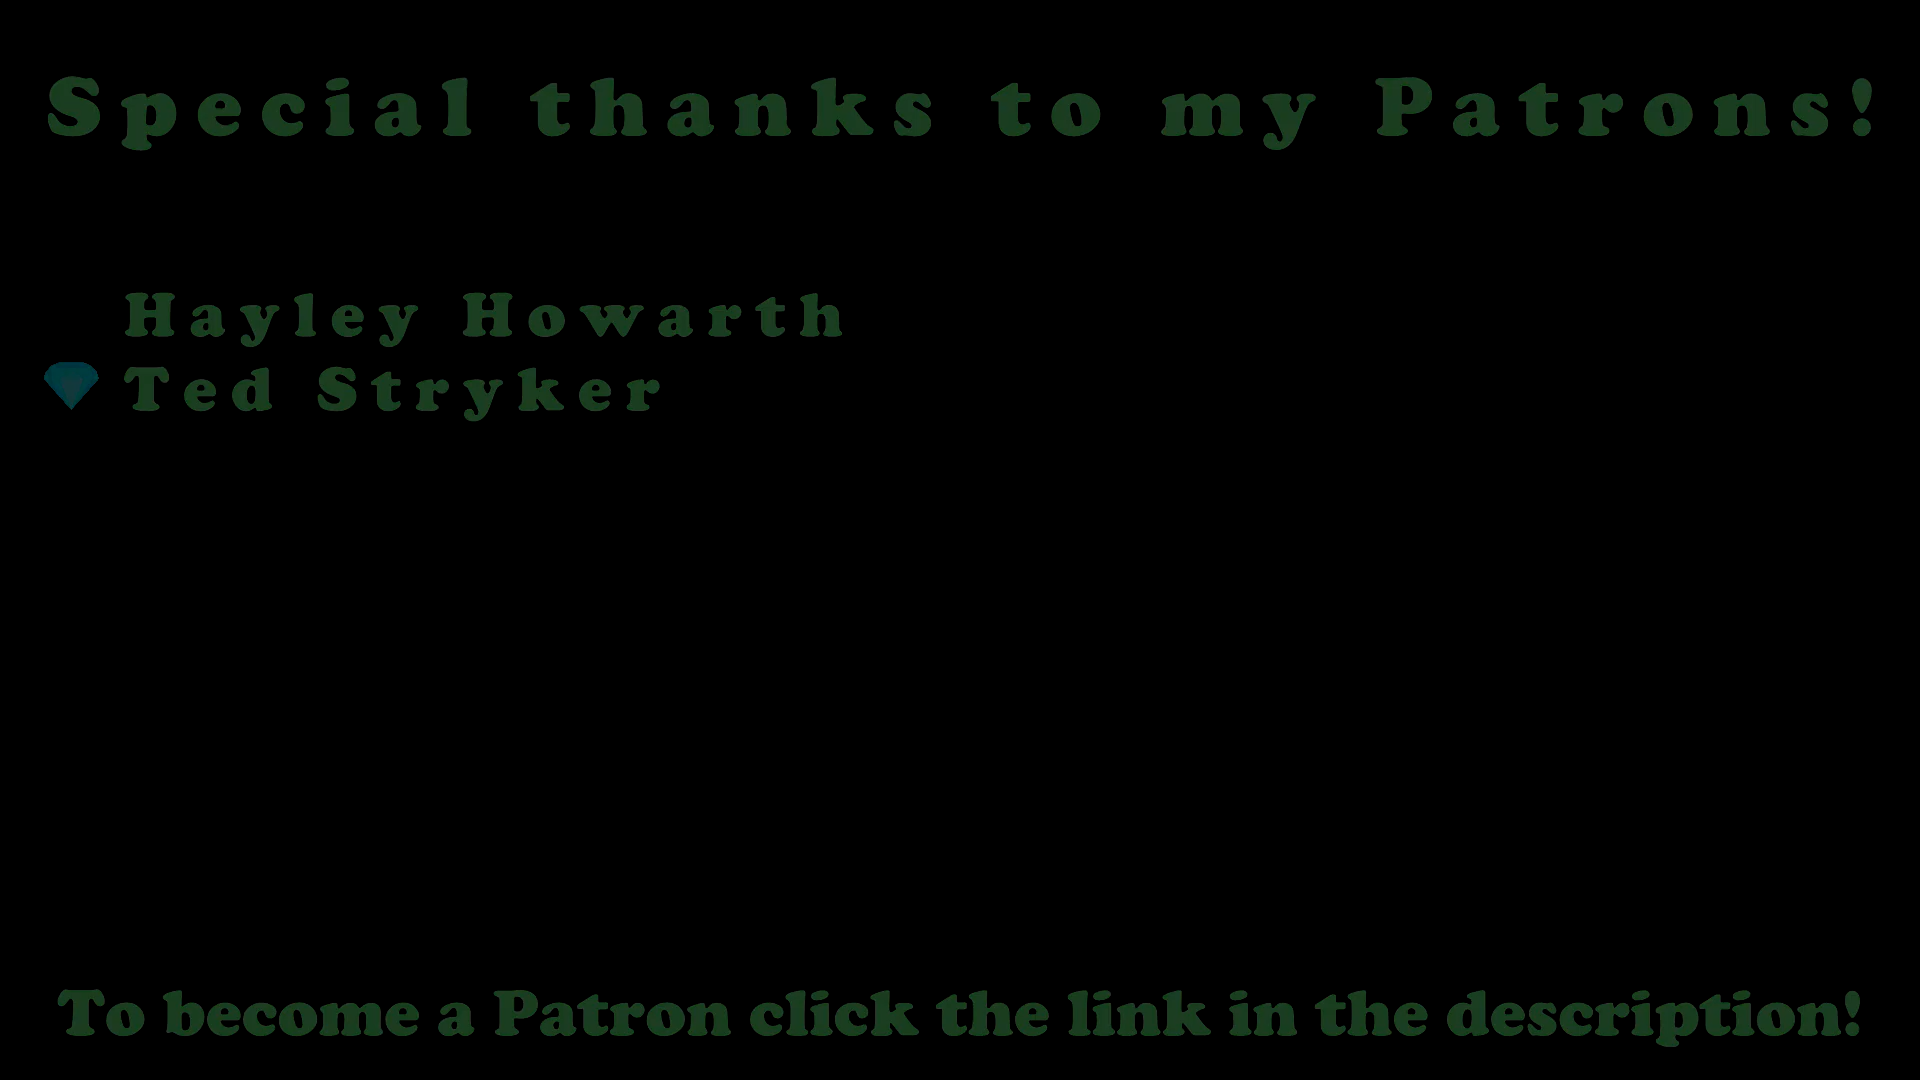 Special thanks to my Patrons!
Hayley Howarth
Ted Stryker
To become a Patron click the link in the description!